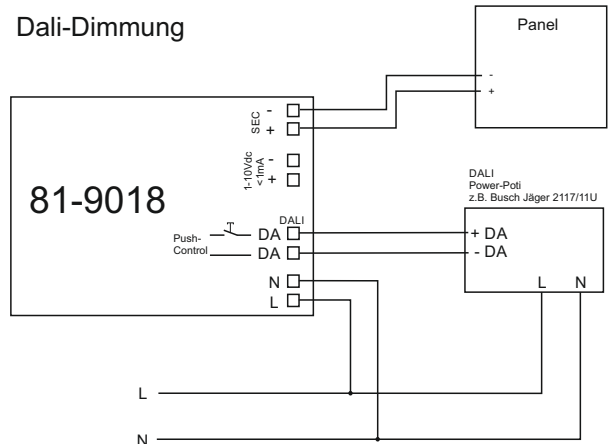 Dali-Dimmung
Panel
-
+
SEC
-
+
1-10Vdc
<1mA
-
+
81-9018
DALI
Push-
Control
DA
DA
N
L
DALI
Power-Poti
z.B. Busch Jäger 2117/11U
+ DA
- DA
L N
L
N